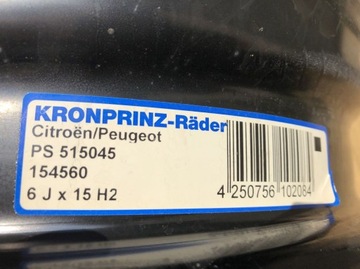 KRONPRINZ-Räder
Citroën/Peugeot
PS 515045
154560
6 J x 15 H2
4 250756 102084